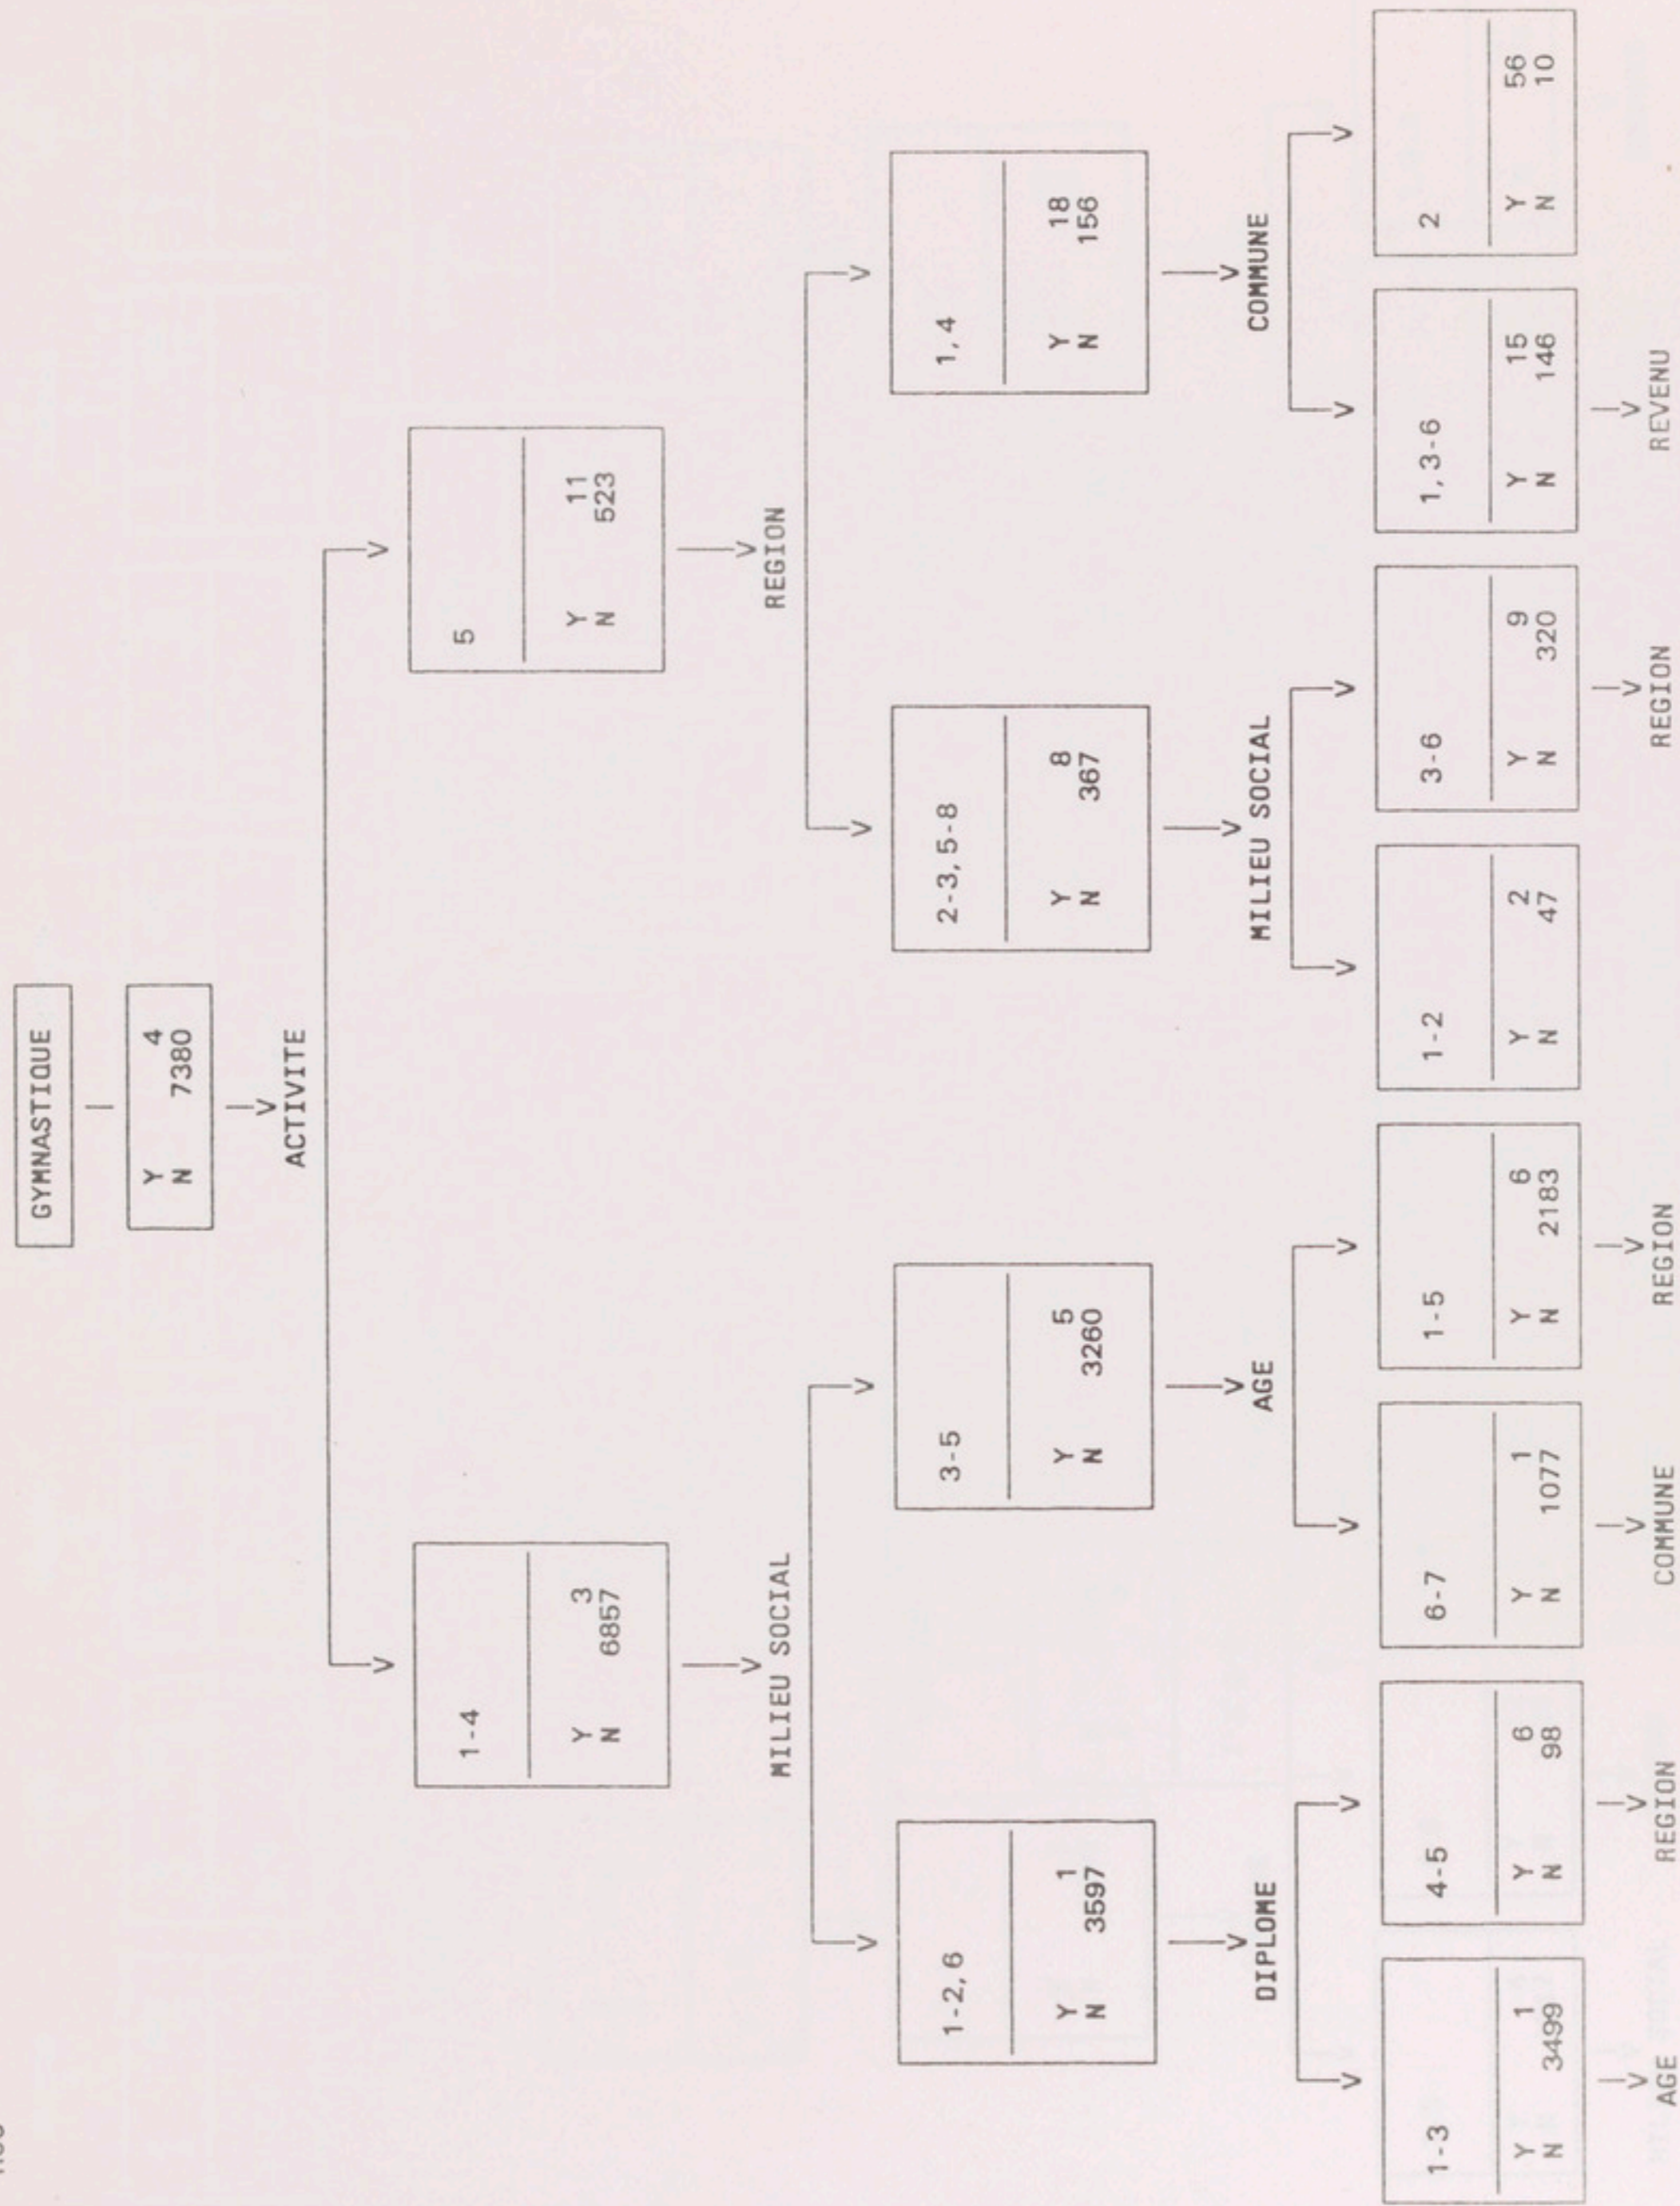 GYMNASTIQUE
Y 4
N 7380
ACTIVITE
1-4 5
Y 3 Y 11
N 6857 N 523
MILIEU SOCIAL REGION
1-2,6 3-5 2-3,5-8 1,4
Y 1 Y 5 Y 8 Y 18
N 3597 N 3260 N 367 N 156
DIPLOME AGE MILIEU SOCIAL COMMUNE
1-3 4-5 6-7 1-5 1-2 3-6 1,3-6 2
Y 1 Y 6 Y 1 Y 6 Y 2 Y 9 Y 15 Y 56
N 3499 N 98 N 1077 N 2183 N 47 N 320 N 146 N 10
AGE REGION COMMUNE REGION REGION REVENU